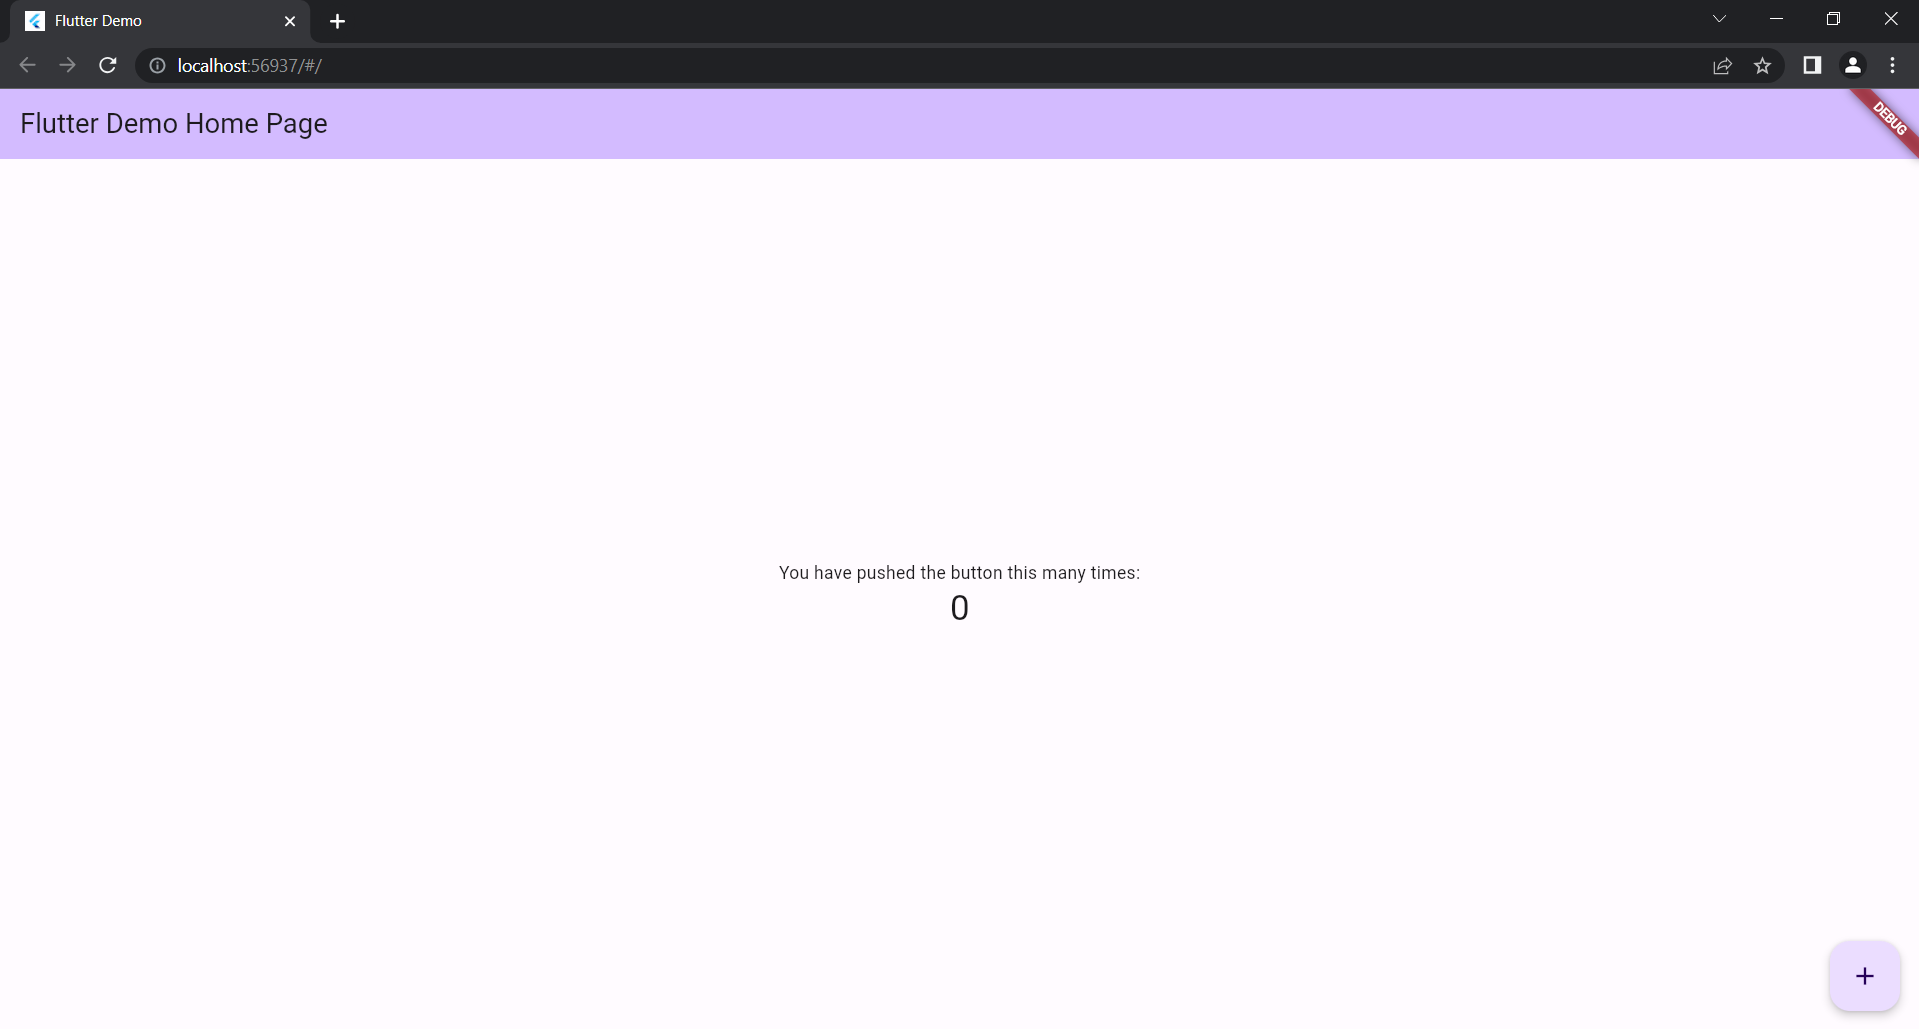 Flutter Demo
localhost:56937/#/
Flutter Demo Home Page
DEBUG
You have pushed the button this many times:
0